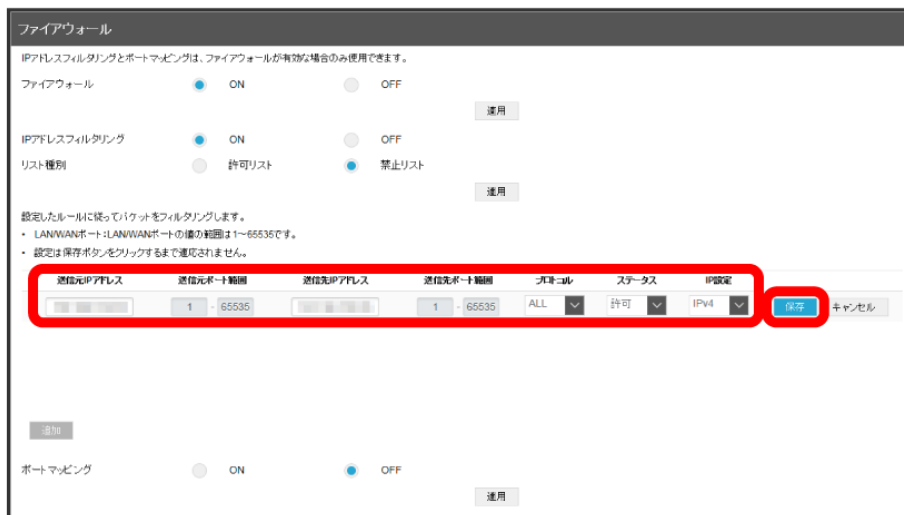 ファイアウォール
IPアドレスフィルタリングとポートマッピングは、ファイアウォールが有効な場合のみ使用できます。
ファイアウォール ON OFF
適用
IPアドレスフィルタリング ON OFF
リスト種別 許可リスト 禁止リスト
適用
設定したルールに従ってパケットをフィルタリングします。
• LAN/WANポート:LAN/WANポートの値の範囲は1~65535です。
• 設定は保存ボタンをクリックするまで適応されません。
送信元IPアドレス 送信元ポート範囲 送信先IPアドレス 送信先ポート範囲 プロトコル ステータス IP設定
1 - 65535 1 - 65535 ALL 許可 IPv4 保存 キャンセル
追加
ポートマッピング ON OFF
適用